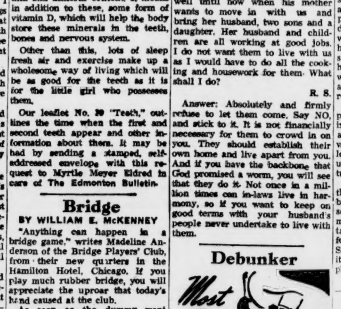 in addition to these, some form of
vitamin D, which will help the body
store these minerals in the teeth,
bones and nervous system.
Other than this, lots of sleep
fresh air and exercise make up a
wholesome way of living which will
be as good for the teeth as it is
for the little girl who possesses
them.
Our leaflet No. 20 "Teeth," out-
lines the time when the first and
second teeth appear and other in-
formation about them. It may be
had by sending a stamped, self-
addressed envelope with this re-
quest to Myrtle Meyer Eldred in
care of The Edmonton Bulletin.
Bridge
BY WILLIAM E. McKENNEY
"Anything can happen in a
bridge game," writes Madeline An-
derson of the Bridge Players' Club,
from their new quarters in the
Hamilton Hotel, Chicago. If you
play much rubber bridge, you will
appreciate the uproar that today's
hand caused at the club.
well until now when his mother
wants to move in with us and
bring her husband, two sons and a
daughter. Her husband and child-
ren are all working at good jobs.
I do not want them to live with us
as I would have to do all the cook-
ing and housework for them. What
shall I do?
R. S.
Answer: Absolutely and firmly
refuse to let them come. Say NO,
and stick to it. It is not financially
necessary for them to crowd in on
you. They should establish their
own home and live apart from you.
And if you have the backbone that
God promised a worm, you will see
that they do it. Not once in a mil-
lion times can in-laws live in har-
mony, so if you want to keep on
good terms with your husband's
people never undertake to live with
them.
Debunker
Most